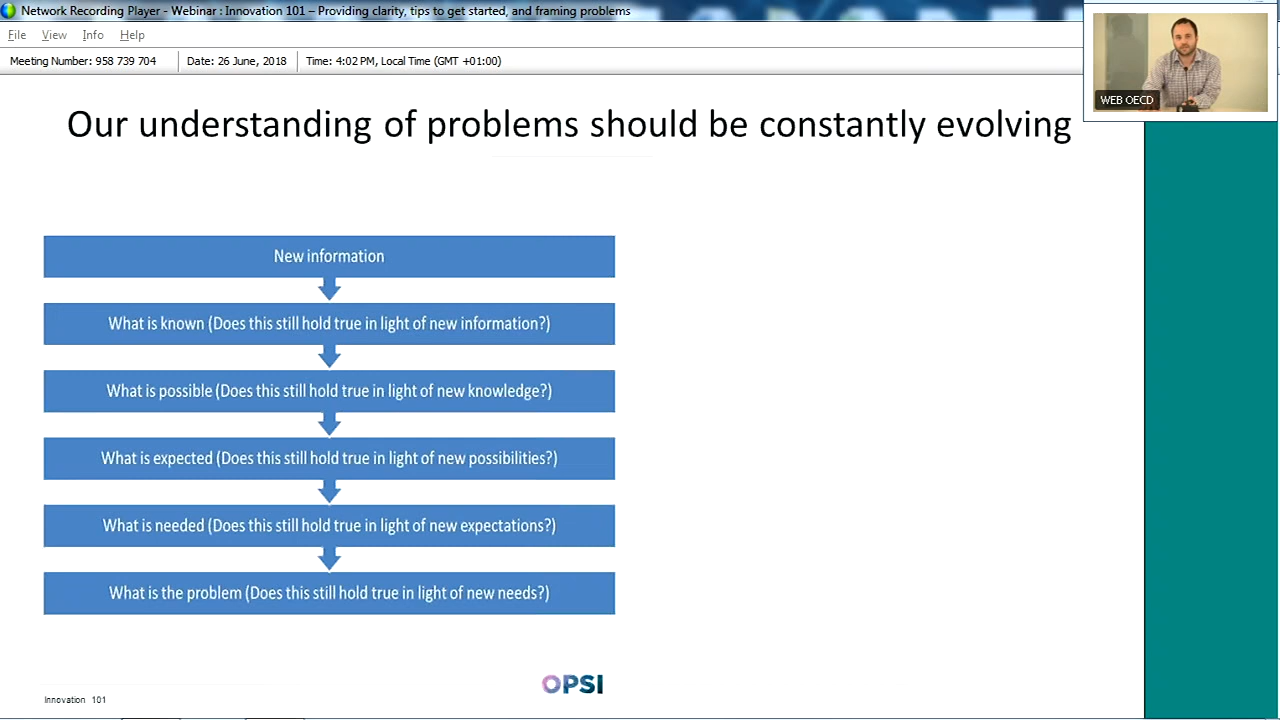 Network Recording Player - Webinar : Innovation 101 – Providing clarity, tips to get started, and framing problems
File View Info Help
Meeting Number: 958 739 704 Date: 26 June, 2018 Time: 4:02 PM, Local Time (GMT +01:00)
WEB OECD
Our understanding of problems should be constantly evolving
New information
What is known (Does this still hold true in light of new information?)
What is possible (Does this still hold true in light of new knowledge?)
What is expected (Does this still hold true in light of new possibilities?)
What is needed (Does this still hold true in light of new expectations?)
What is the problem (Does this still hold true in light of new needs?)
OPSI
Innovation 101